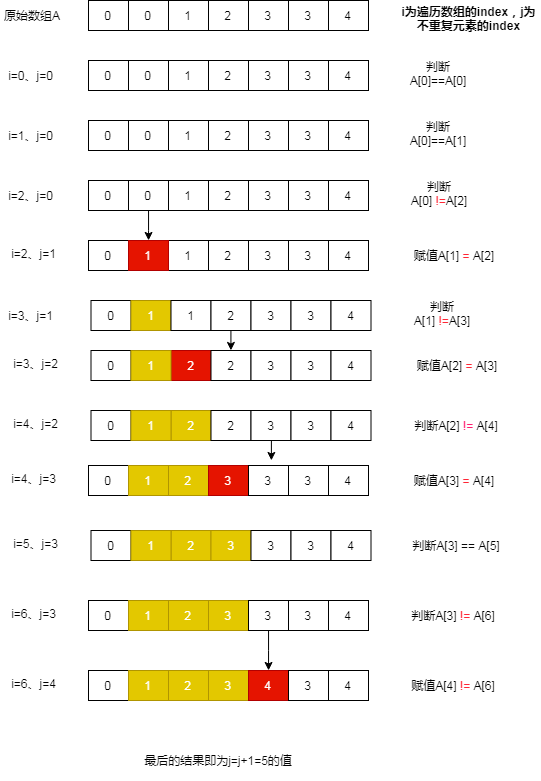 原始数组A 0 0 1 2 3 3 4 i为遍历数组的index，j为
不重复元素的index
i=0、j=0 0 0 1 2 3 3 4 判断
A[0]==A[0]
i=1、j=0 0 0 1 2 3 3 4 判断
A[0]==A[1]
i=2、j=0 0 0 1 2 3 3 4 判断
A[0] !=A[2]
i=2、j=1 0 1 1 2 3 3 4 赋值A[1] = A[2]
i=3、j=1 0 1 1 2 3 3 4 判断
A[1] !=A[3]
i=3、j=2 0 1 2 2 3 3 4 赋值A[2] = A[3]
i=4、j=2 0 1 2 2 3 3 4 判断A[2] != A[4]
i=4、j=3 0 1 2 3 3 3 4 赋值A[3] = A[4]
i=5、j=3 0 1 2 3 3 3 4 判断A[3] == A[5]
i=6、j=3 0 1 2 3 3 3 4 判断A[3] != A[6]
i=6、j=4 0 1 2 3 4 3 4 赋值A[4] != A[6]
最后的结果即为j=j+1=5的值